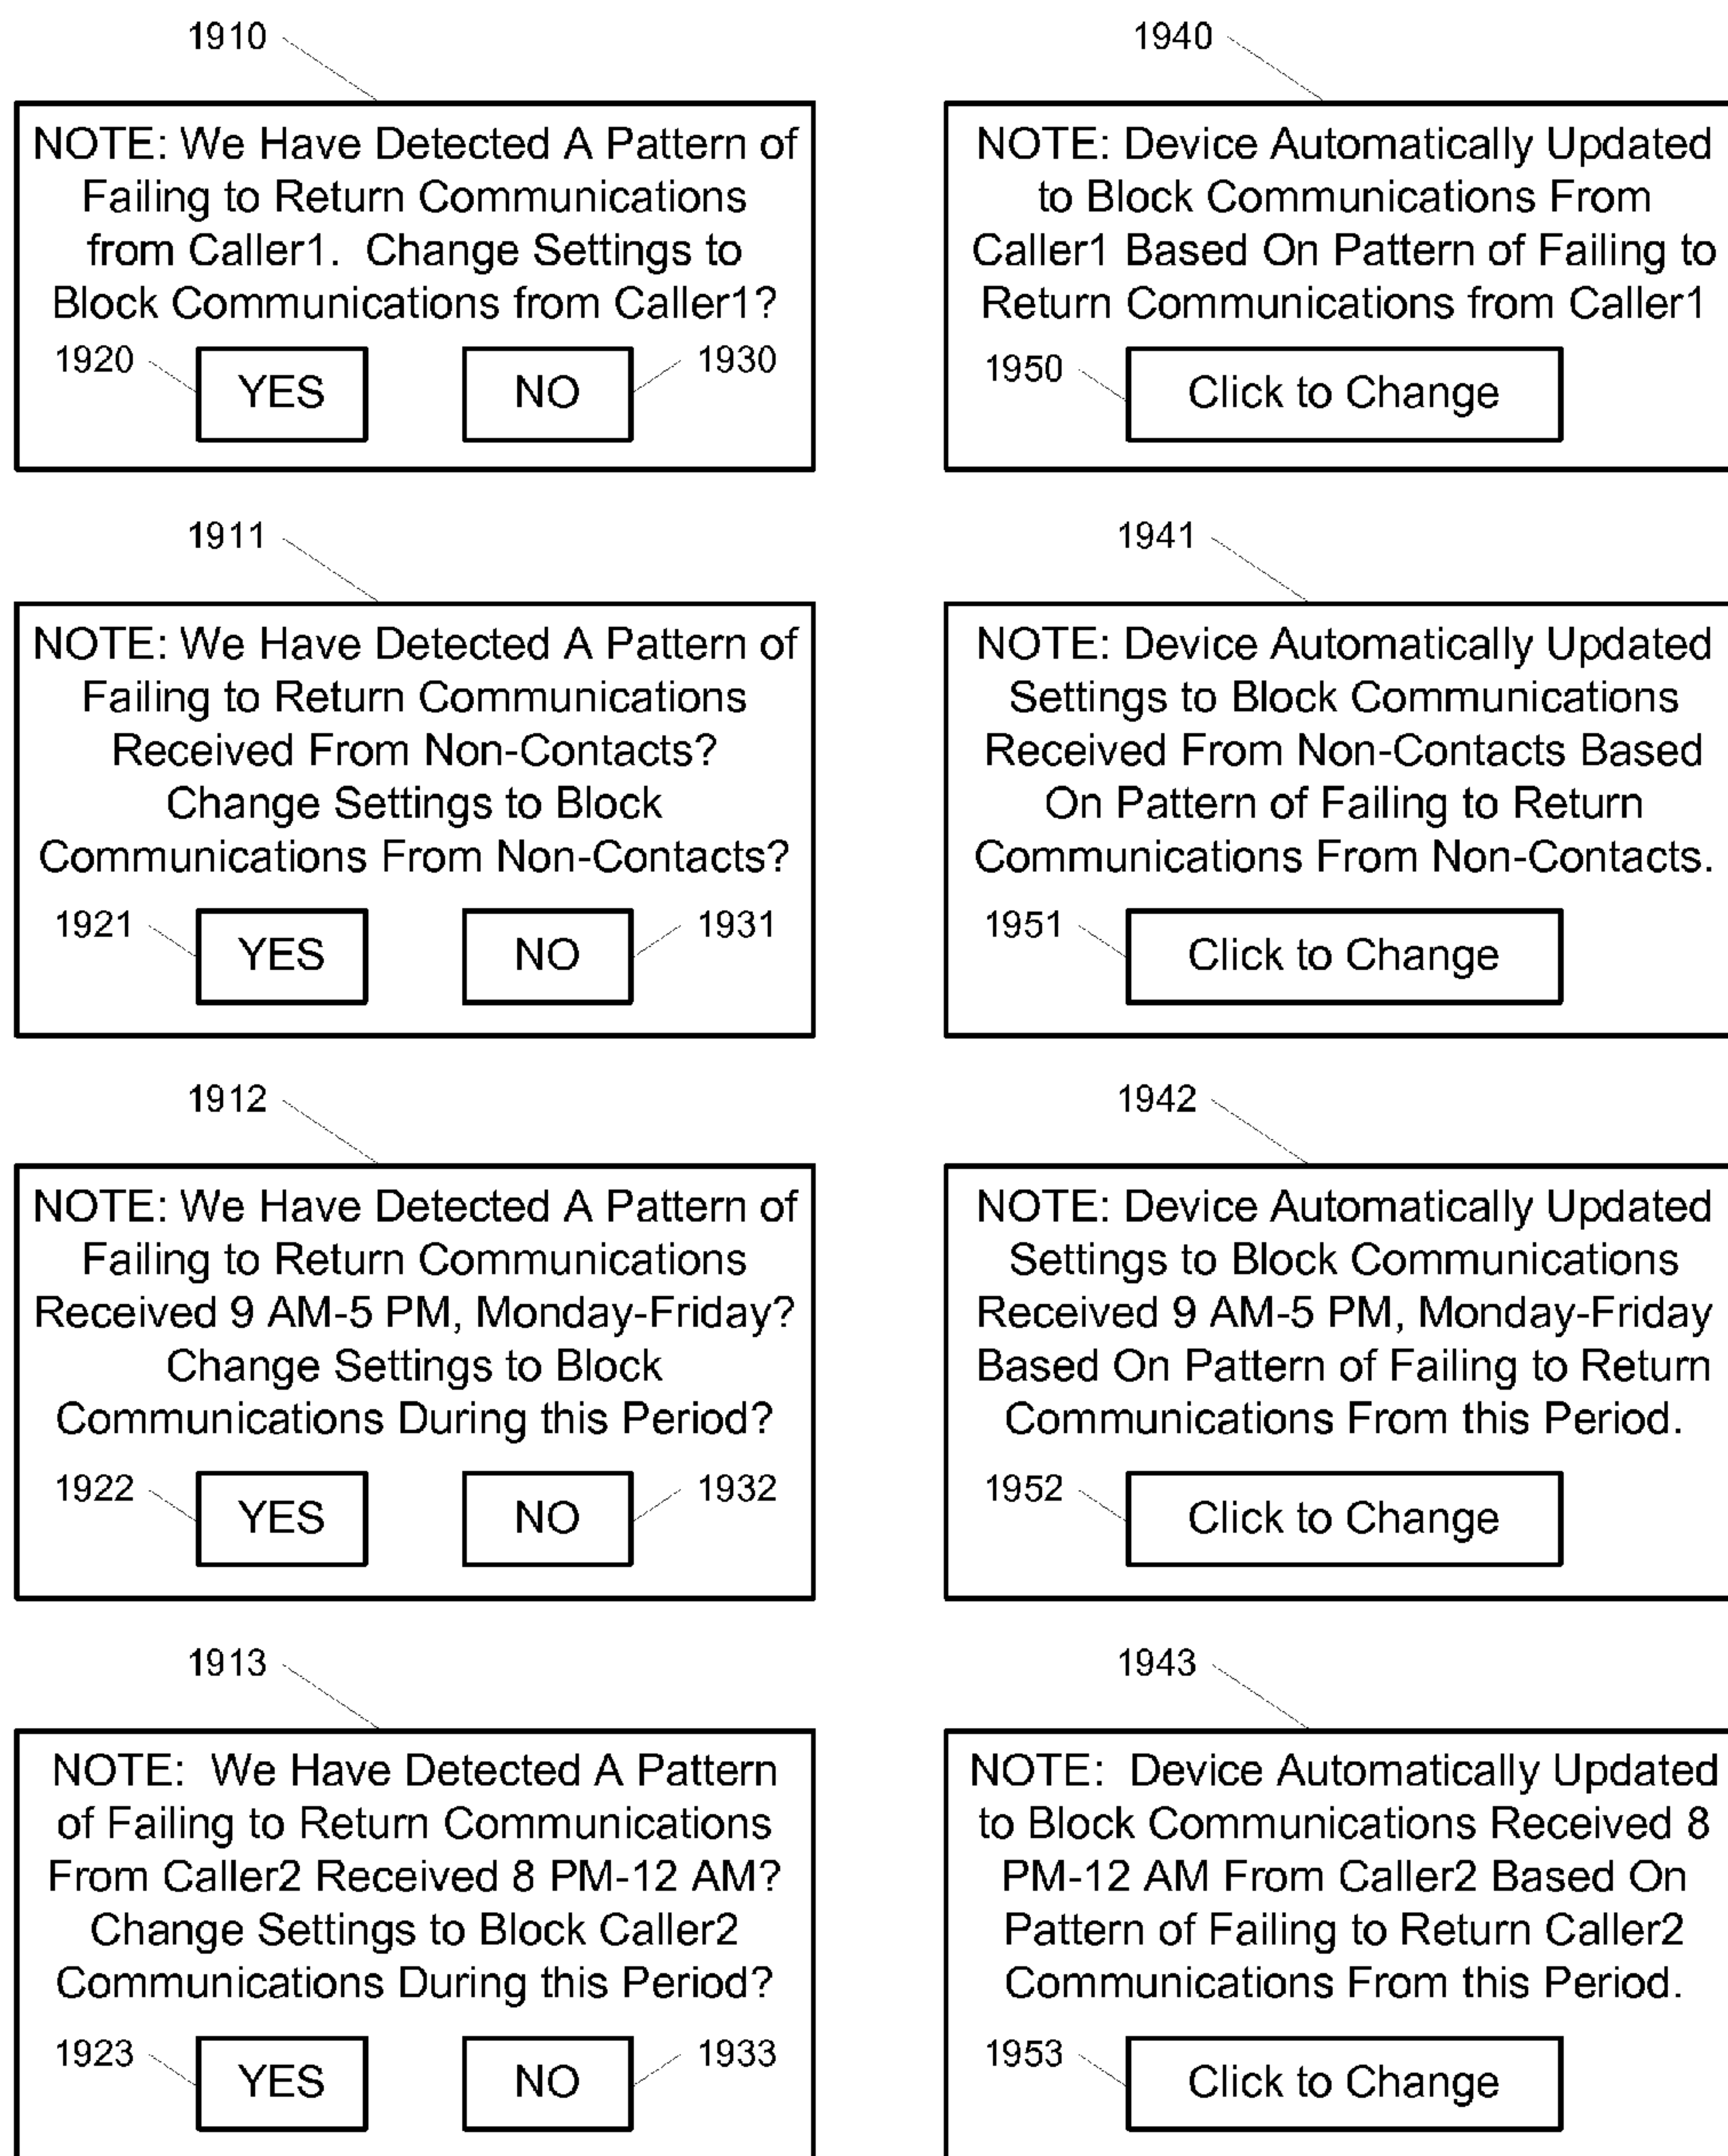 1910
NOTE: We Have Detected A Pattern of
Failing to Return Communications
from Caller1.  Change Settings to
Block Communications from Caller1?
1920
YES
NO
1930
1940
NOTE: Device Automatically Updated
to Block Communications From
Caller1 Based On Pattern of Failing to
Return Communications from Caller1
1950
Click to Change
1911
NOTE: We Have Detected A Pattern of
Failing to Return Communications
Received From Non-Contacts?
Change Settings to Block
Communications From Non-Contacts?
1921
YES
NO
1931
1941
NOTE: Device Automatically Updated
Settings to Block Communications
Received From Non-Contacts Based
On Pattern of Failing to Return
Communications From Non-Contacts.
1951
Click to Change
1912
NOTE: We Have Detected A Pattern of
Failing to Return Communications
Received 9 AM-5 PM, Monday-Friday?
Change Settings to Block
Communications During this Period?
1922
YES
NO
1932
1942
NOTE: Device Automatically Updated
Settings to Block Communications
Received 9 AM-5 PM, Monday-Friday
Based On Pattern of Failing to Return
Communications From this Period.
1952
Click to Change
1913
NOTE:  We Have Detected A Pattern
of Failing to Return Communications
From Caller2 Received 8 PM-12 AM?
Change Settings to Block Caller2
Communications During this Period?
1923
YES
NO
1933
1943
NOTE:  Device Automatically Updated
to Block Communications Received 8
PM-12 AM From Caller2 Based On
Pattern of Failing to Return Caller2
Communications From this Period.
1953
Click to Change